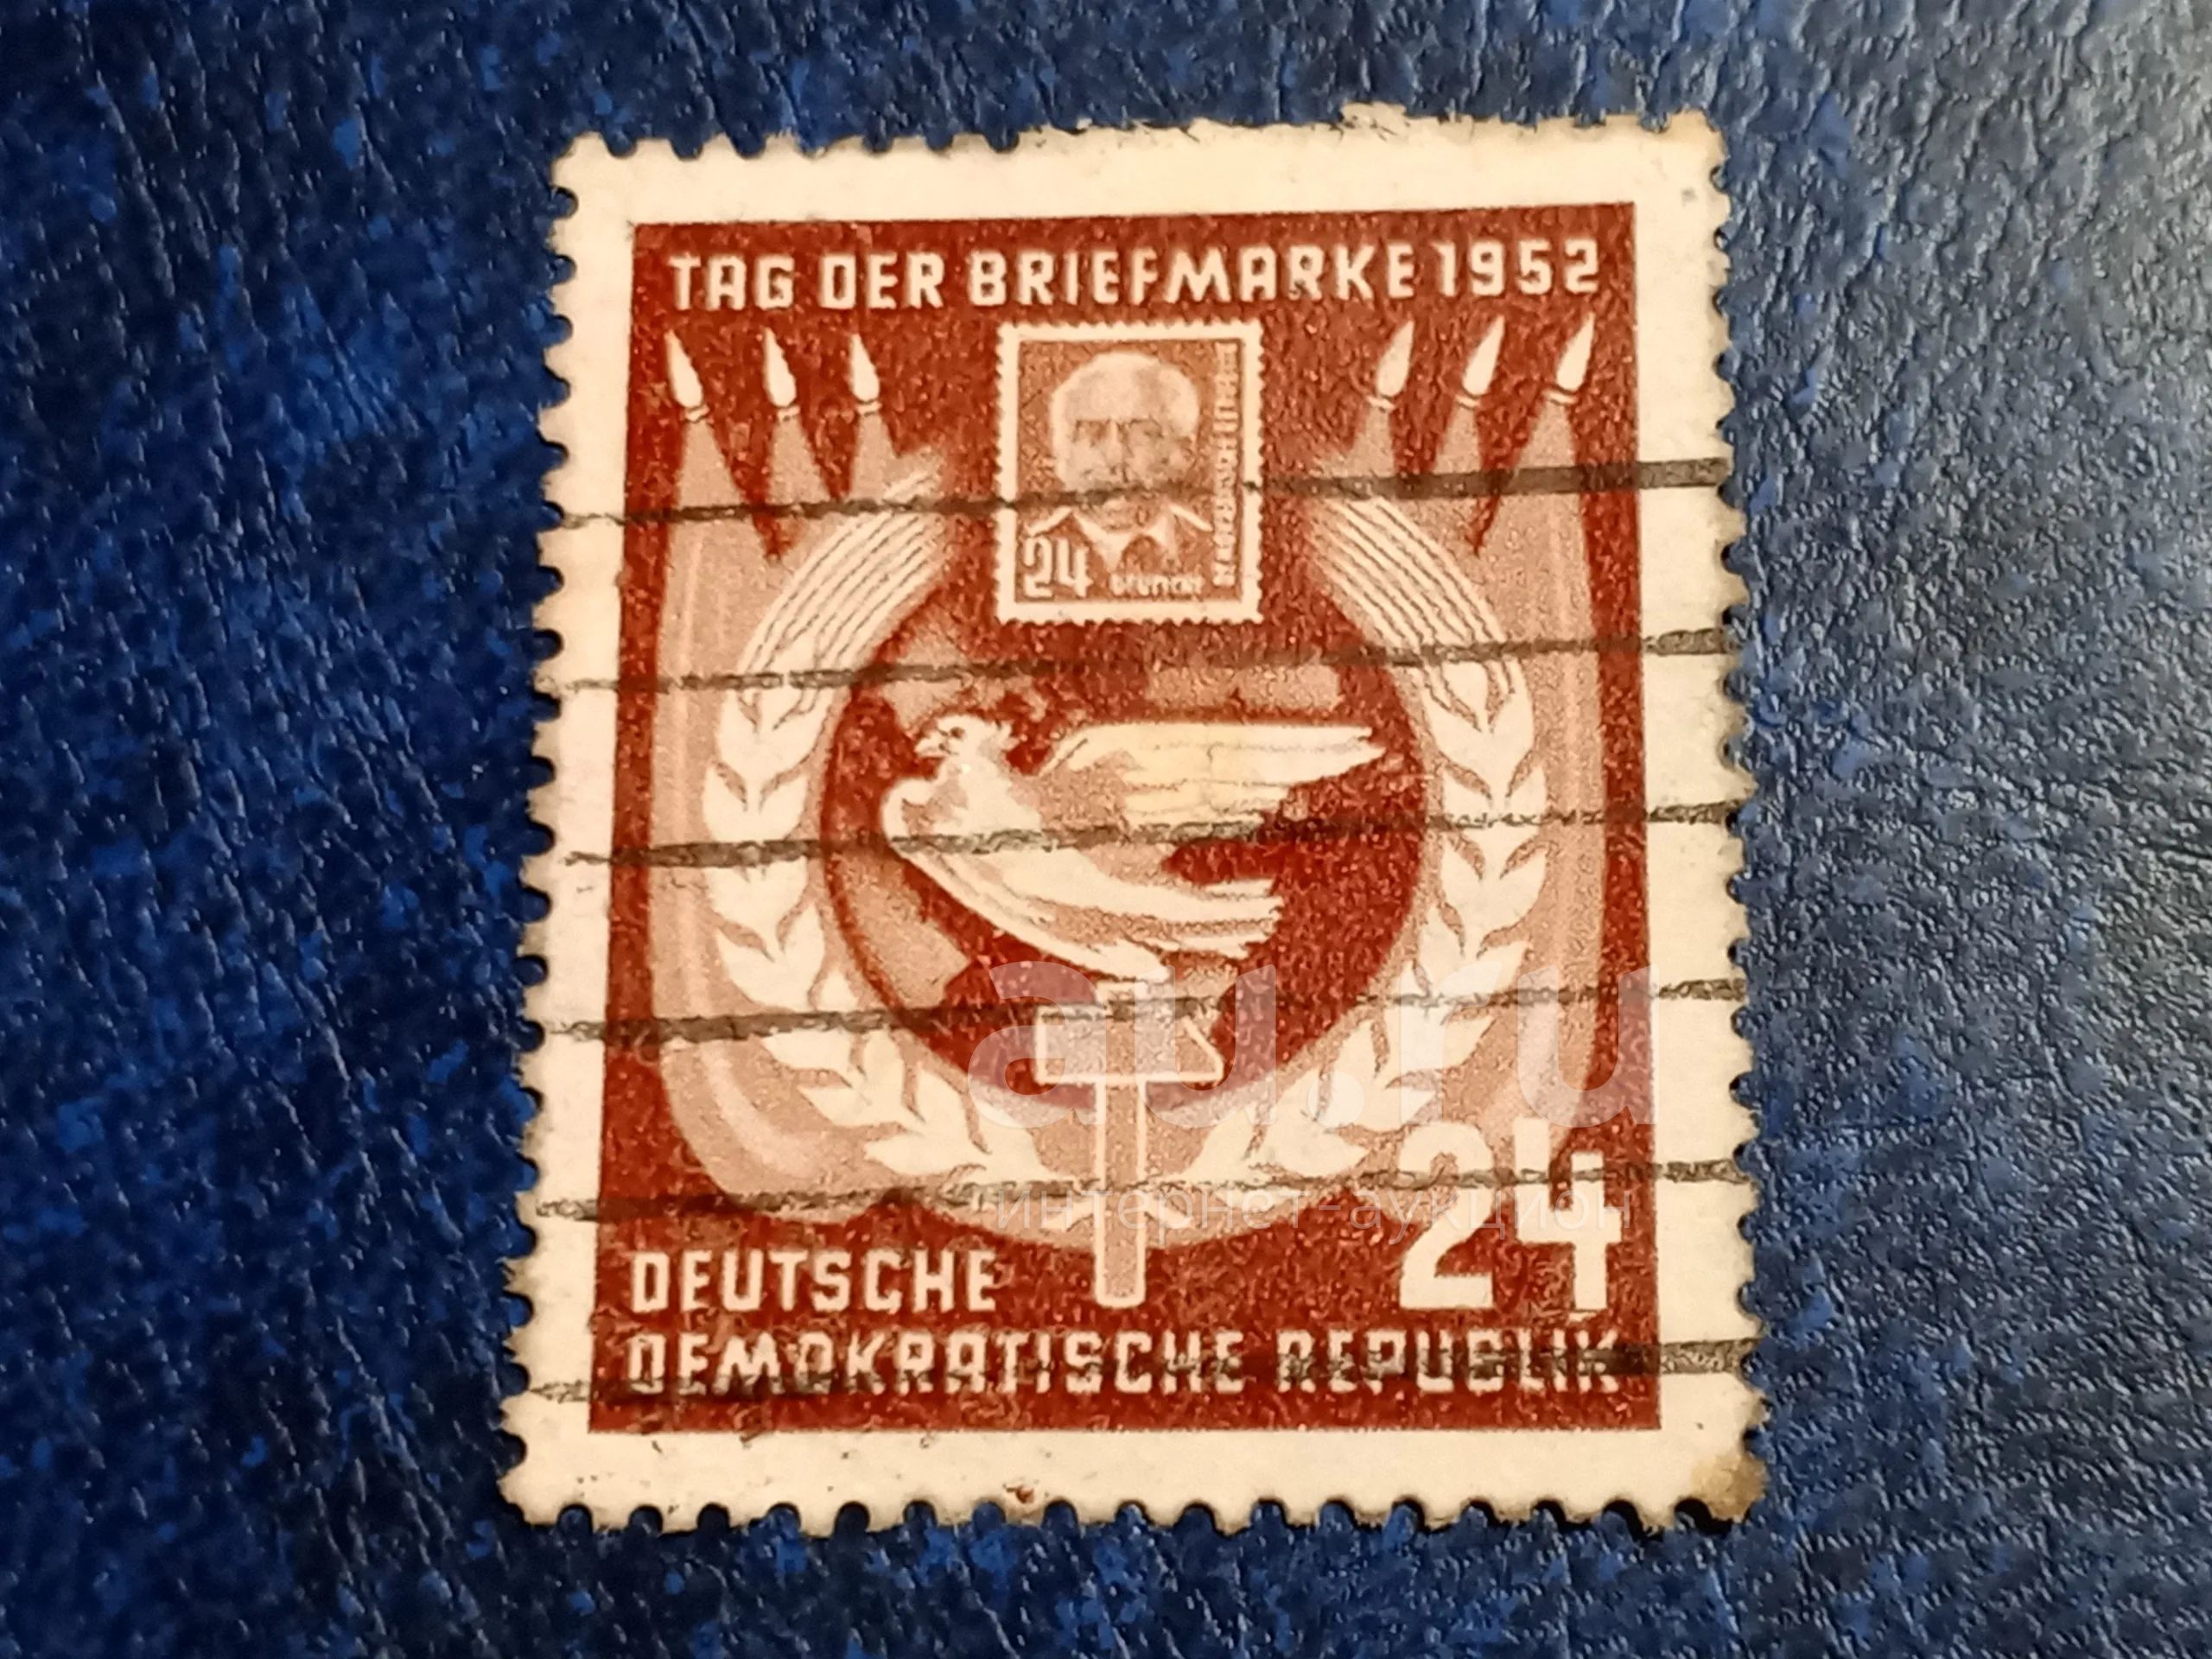 TAG DER BRIEFMARKE 1952
24
au.ru
интернет-аукцион
24
DEUTSCHE
DEMOKRATISCHE REPUBLIK